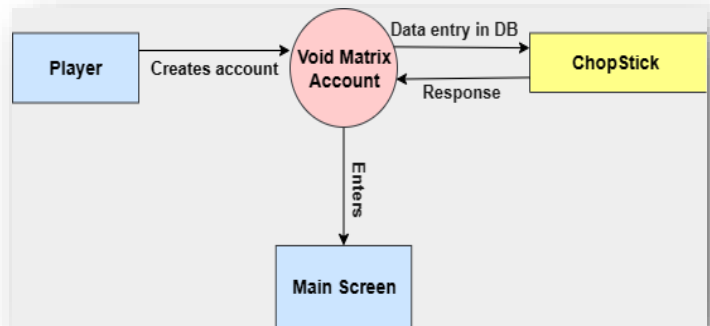 Player
Creates account
Void Matrix
Account
Data entry in DB
Response
ChopStick
Enters
Main Screen